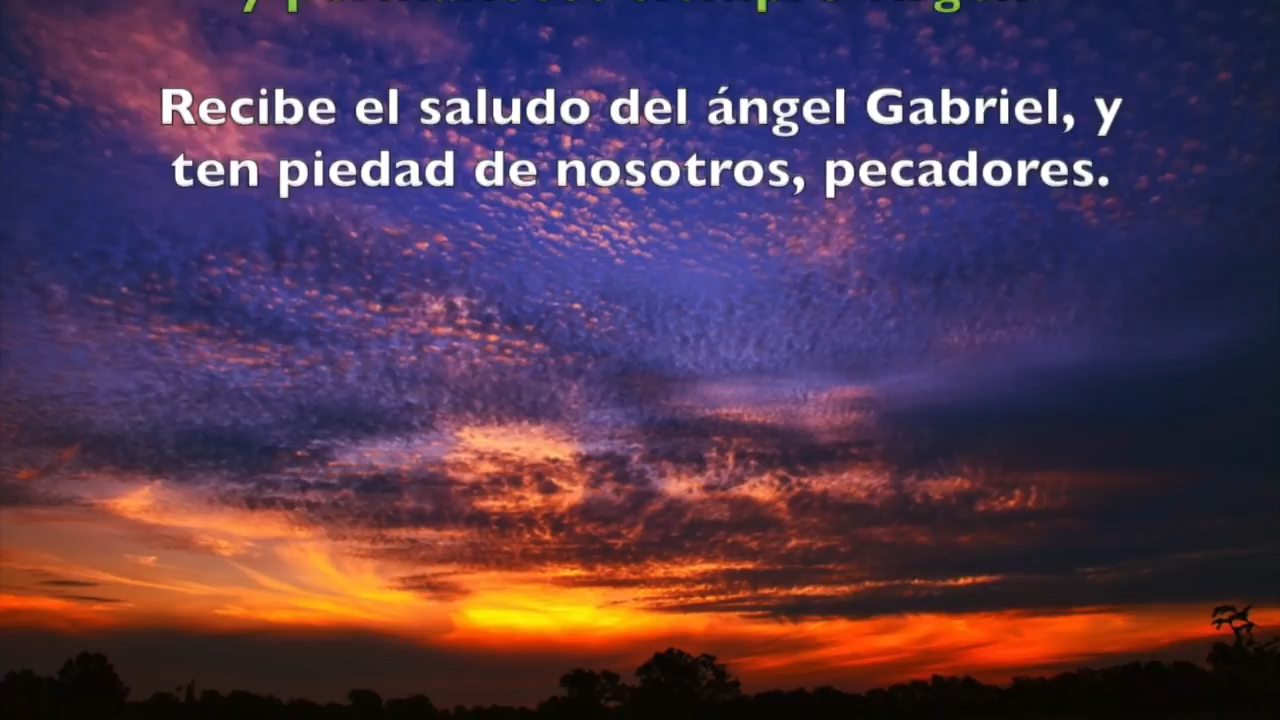 Recibe el saludo del ángel Gabriel, y
ten piedad de nosotros, pecadores.